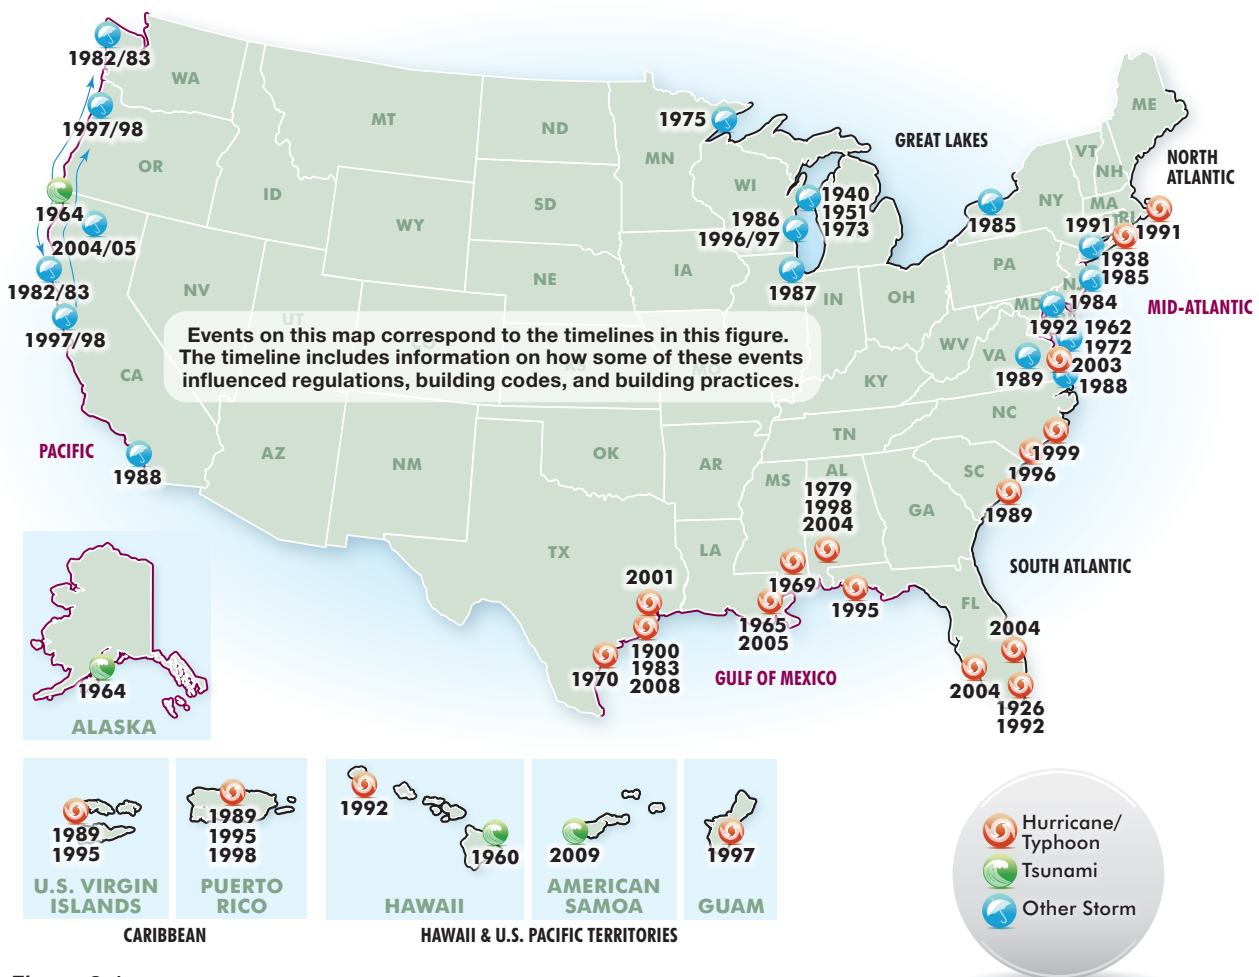 1982/83
WA
1997/98
OR
1964
2004/05
1982/83
1997/98
MT
ID
WY
NV
UT
CA
AZ
NM
CO
ND
SD
NE
KS
OK
TX
MN
WI
IA
MO
AR
LA
1975
GREAT LAKES
1940
1951
1973
1986
1996/97
1987
1985
IN
OH
KY
TN
MS
AL
1979
1998
2004
GA
FL
SC
NC
VA
WV
MD
PA
NJ
NY
VT
NH
ME
MA
RI
NORTH
ATLANTIC
1991
1991
1938
1985
1984
MID-ATLANTIC
1992
1962
1972
2003
1989
1988
1999
1996
1989
SOUTH ATLANTIC
Events on this map correspond to the timelines in this figure.
The timeline includes information on how some of these events
influenced regulations, building codes, and building practices.
PACIFIC
1988
2001
1900
1983
2008
1970
1969
1965
2005
1995
GULF OF MEXICO
2004
2004
1926
1992
1964
ALASKA
1989
1995
U.S. VIRGIN
ISLANDS
1989
1995
1998
PUERTO
RICO
CARIBBEAN
1992
1960
HAWAII
2009
AMERICAN
SAMOA
1997
GUAM
HAWAII & U.S. PACIFIC TERRITORIES
Hurricane/
Typhoon
Tsunami
Other Storm